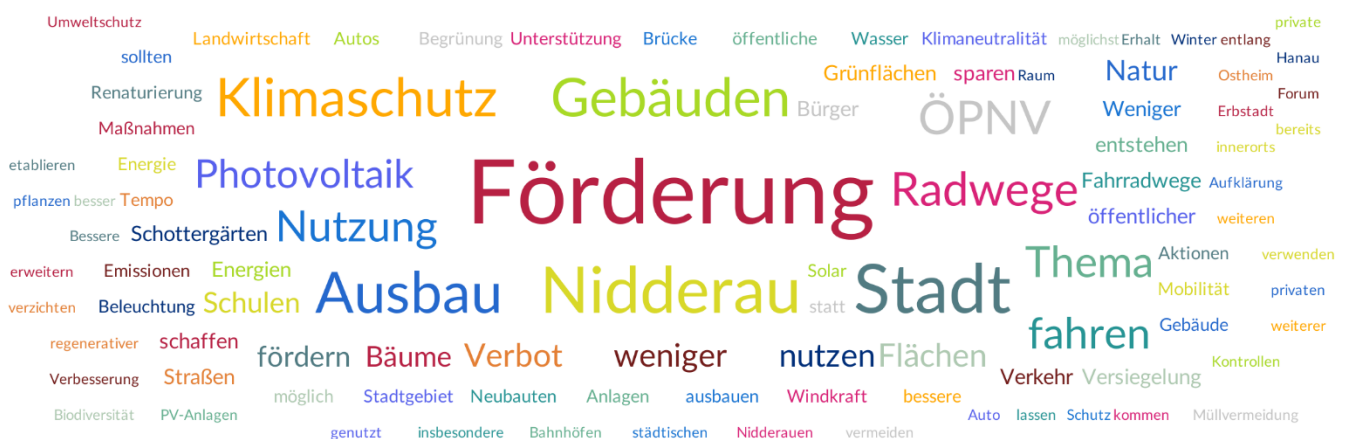 Umweltschutz private
Landwirtschaft Autos Begrünung Unterstützung Brücke öffentliche Wasser Klimaneutralität möglichst Erhalt Winter entlang
sollten Hanau
Grünflächen sparen Raum Natur Ostheim
Renaturierung Klimaschutz Gebäuden Bürger ÖPNV Weniger Forum
Erbstadt
Maßnahmen bereits
entstehen innerorts
etablieren Energie Photovoltaik Förderung Radwege Fahrradwege Aufklärung
pflanzen besser Tempo öffentlicher weiteren
Bessere Schottergärten Nutzung
Thema Aktionen verwenden
erweitern Emissionen Energien Solar
Ausbau Nidderau Stadt Mobilität privaten
verzichten Beleuchtung Schulen statt
fahren Gebäude weiterer
regenerativer schaffen
fördern Bäume Verbot weniger nutzen Flächen Kontrollen
Verbesserung Straßen Verkehr Versiegelung
möglich Stadtgebiet Neubauten Anlagen ausbauen Windkraft bessere
Biodiversität PV-Anlagen Auto lassen Schutz kommen Müllvermeidung
genutzt insbesondere Bahnhöfen städtischen Nidderauen vermeiden